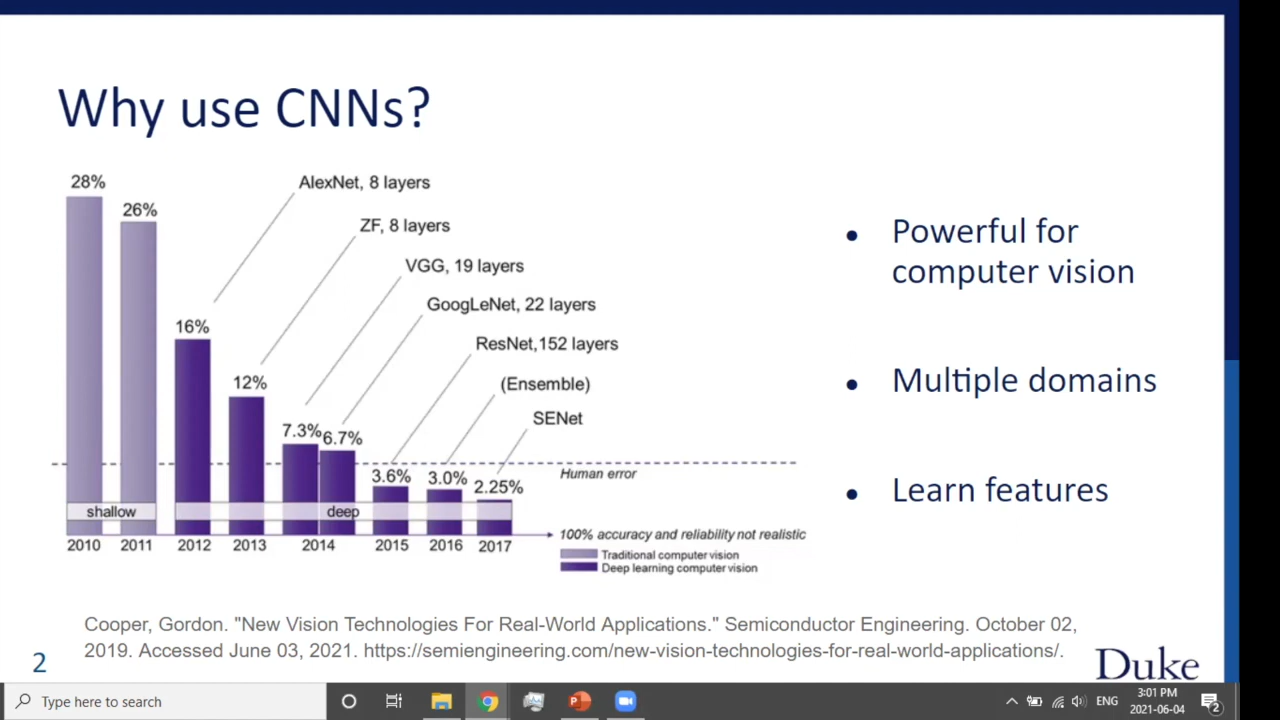 Why use CNNs?
28%
26%
16%
12%
7.3%
6.7%
3.6%
3.0%
2.25%
AlexNet, 8 layers
ZF, 8 layers
VGG, 19 layers
GoogLeNet, 22 layers
ResNet,152 layers
(Ensemble)
SENet
Human error
shallow
deep
2010 2011 2012 2013 2014 2015 2016 2017
100% accuracy and reliability not realistic
Traditional computer vision
Deep learning computer vision
• Powerful for
computer vision
• Multiple domains
• Learn features
Cooper, Gordon. "New Vision Technologies For Real-World Applications." Semiconductor Engineering. October 02,
2019. Accessed June 03, 2021. https://semiengineering.com/new-vision-technologies-for-real-world-applications/.
2
Duke
Type here to search
ENG
3:01 PM
2021-06-04
2